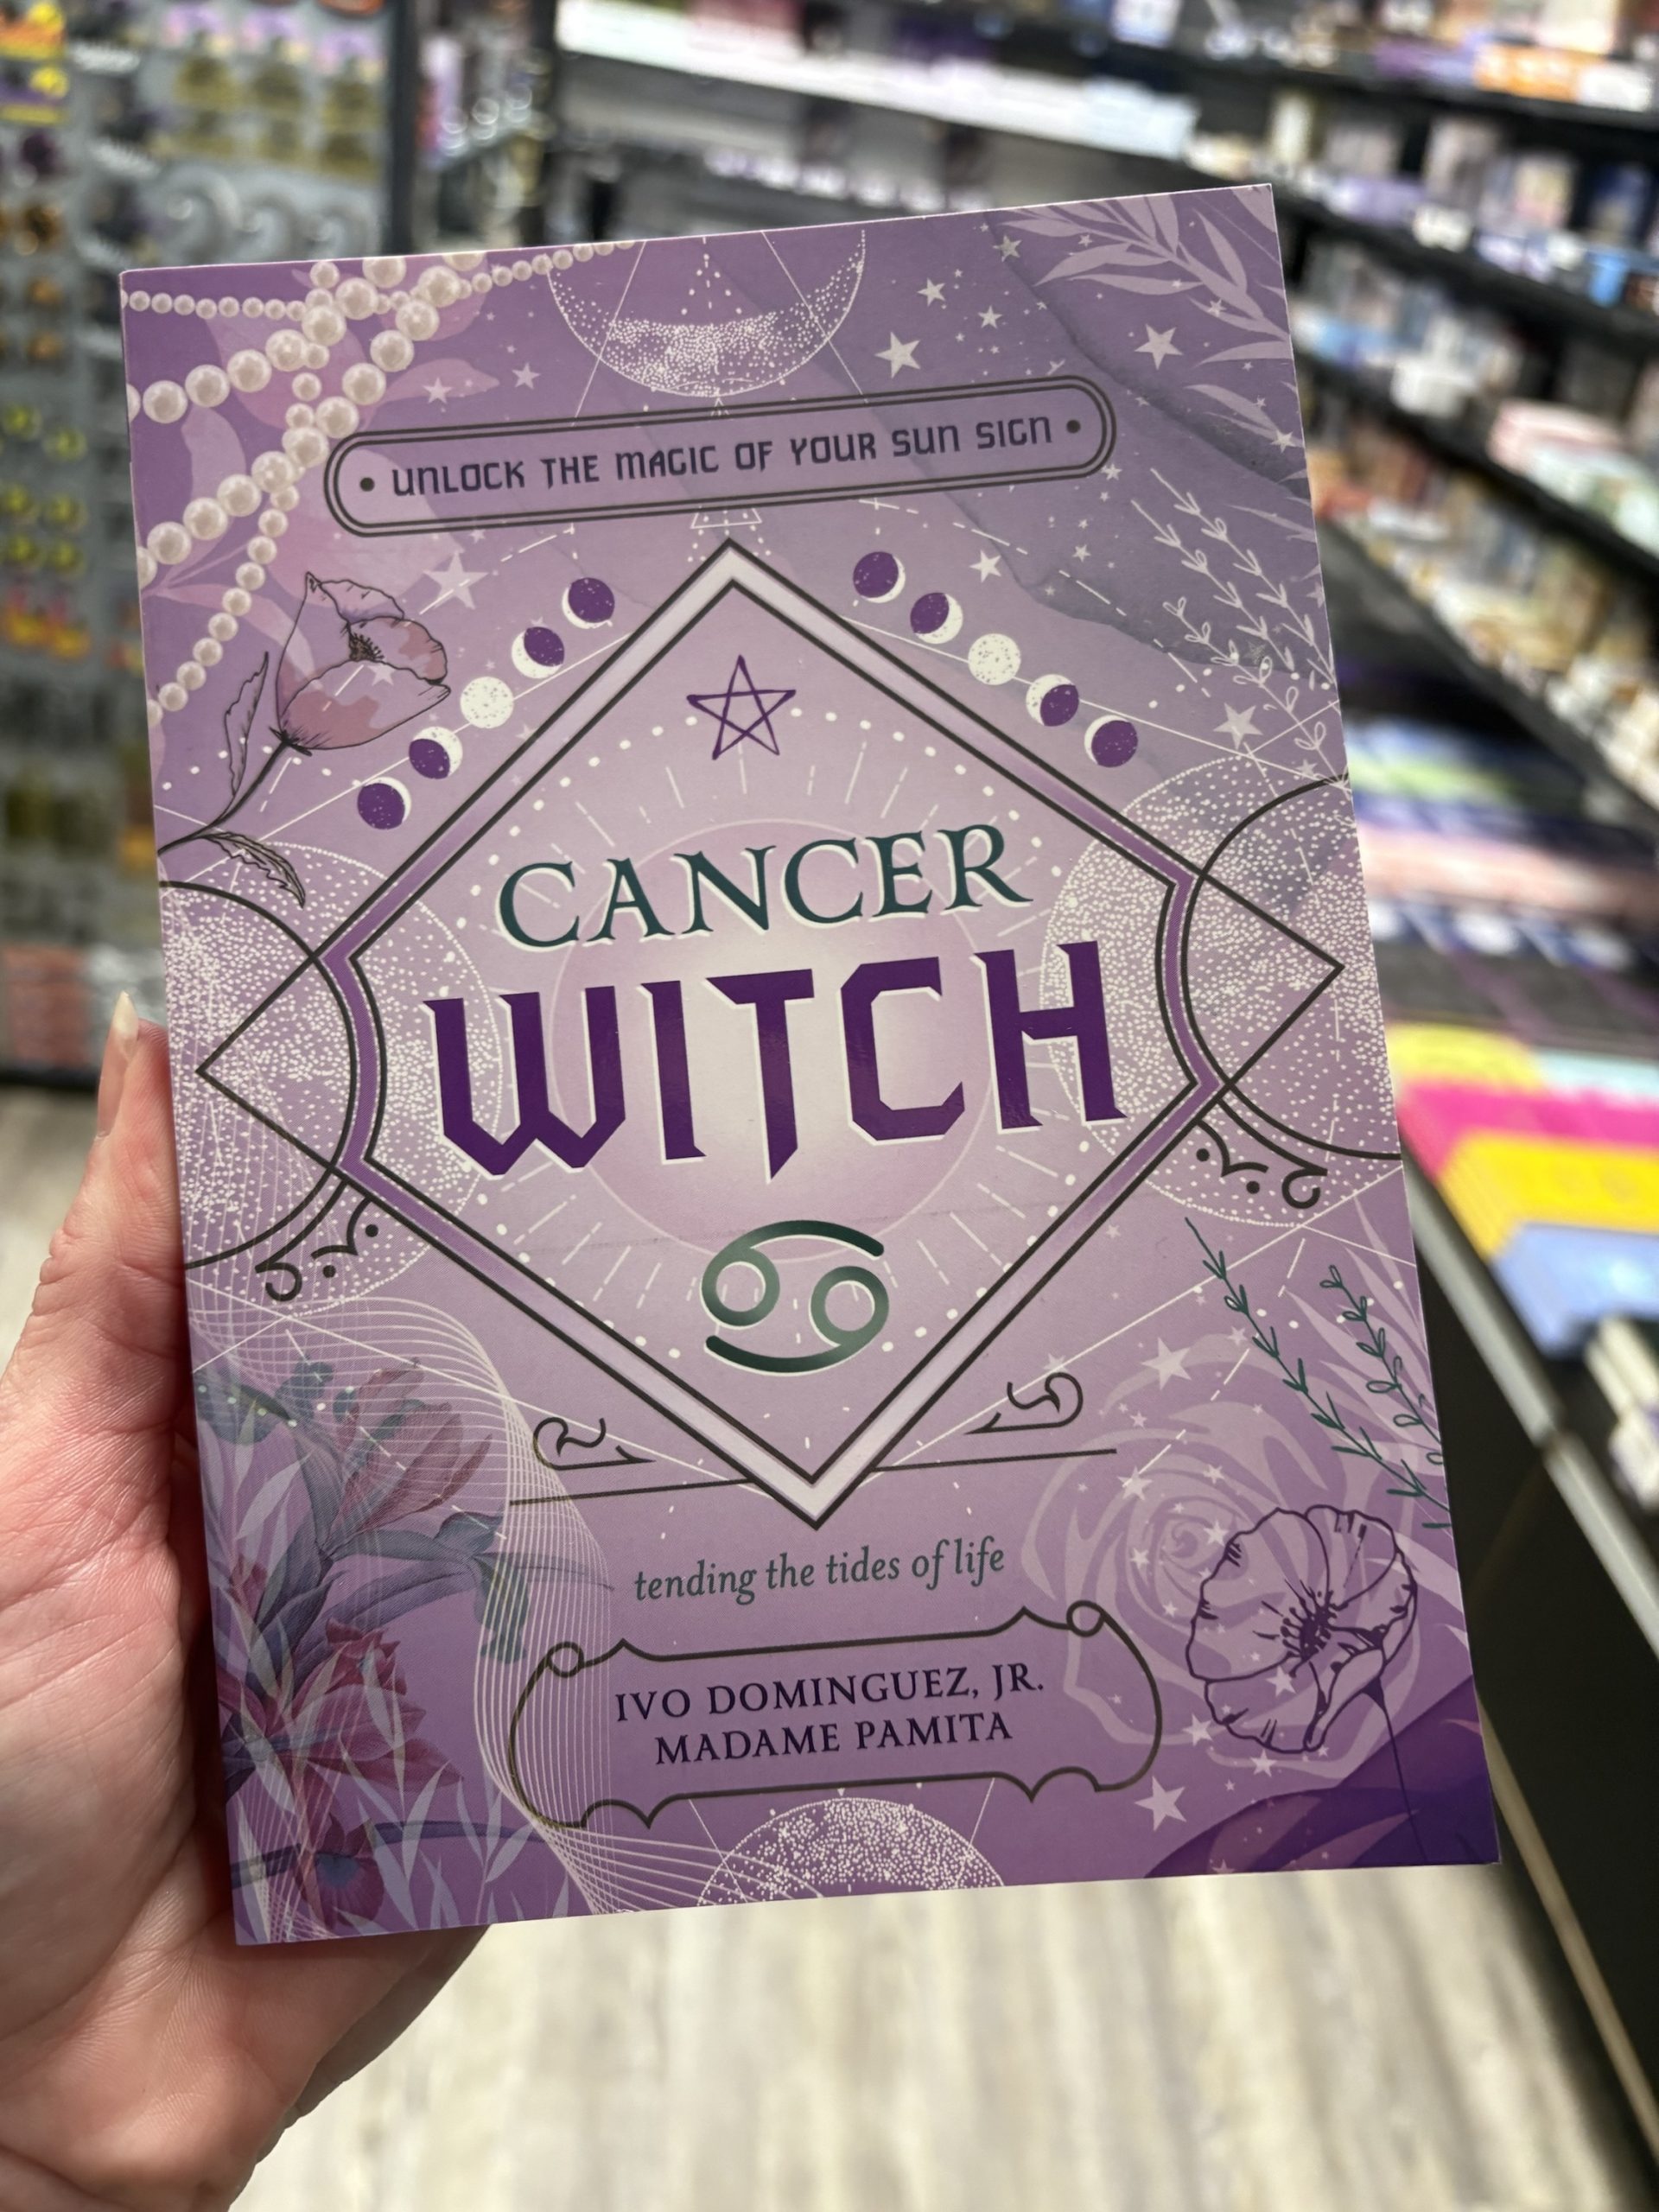 • UNLOCK THE MAGIC OF YOUR SUN SIGN •
CANCER
WITCH
♋
tending the tides of life
IVO DOMINGUEZ, JR.
MADAME PAMITA